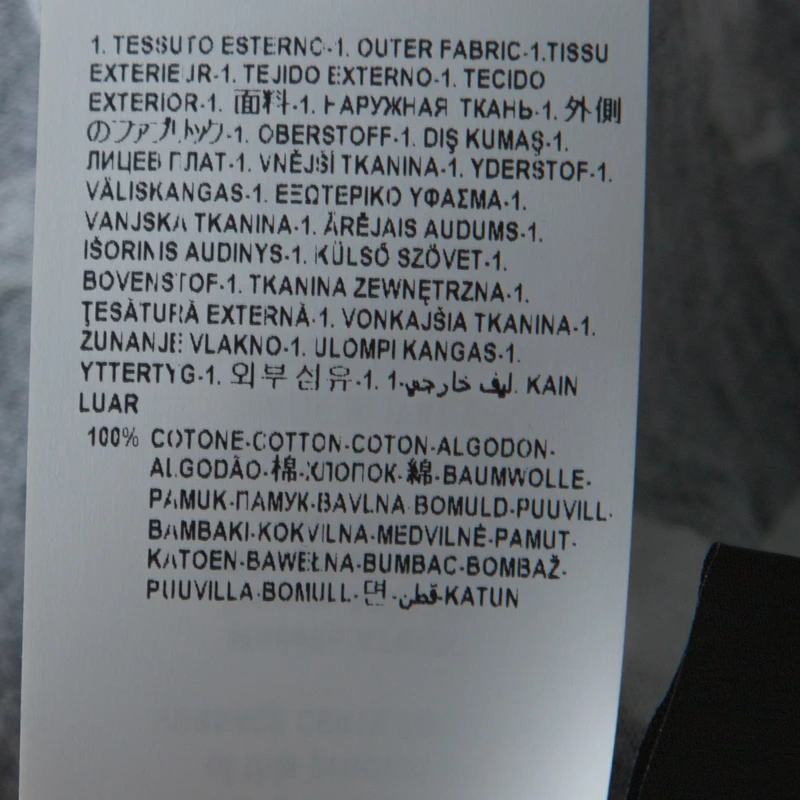 1. TESSUTO ESTERNO-1. OUTER FABRIC-1.TISSU
EXTERIEUR-1. TEJIDO EXTERNO-1. TECIDO
EXTERIOR-1. 面料-1. НАРУЖНАЯ ТКАНЬ-1. 外側
のファブリック-1. OBERSTOFF-1. DIŞ KUMAŞ-1.
ЛИЦЕВ ПЛАТ-1. VNĚJŠÍ TKANINA-1. YDERSTOF-1.
VÄLISKANGAS-1. ΕΞΩΤΕΡΙΚΟ ΥΦΑΣΜΑ-1.
VANJSKA TKANINA-1. ĀRĒJAIS AUDUMS-1.
IŠORINIS AUDINYS-1. KÜLSŐ SZÖVET-1.
BOVENSTOF-1. TKANINA ZEWNĘTRZNA-1.
ŢESĂTURĂ EXTERNĂ-1. VONKAJŠIA TKANINA-1.
ZUNANJE VLAKNO-1. ULOMPI KANGAS-1.
YTTERTYG-1. 외부 섬유-1. 1-ليف خارجي. KAIN
LUAR
100% COTONE-COTTON-COTON-ALGODON-
ALGODÃO-棉-ХЛОПОК-綿-BAUMWOLLE-
PAMUK-ПАМУК-BAVLNA BOMULD-PUUVILL-
BAMBAKI-KOKVILNA-MEDVILNĖ-PAMUT-
KATOEN-BAWEŁNA-BUMBAC-BOMBAŽ-
PUUVILLA-BOMULL-면-قطن-KATUN